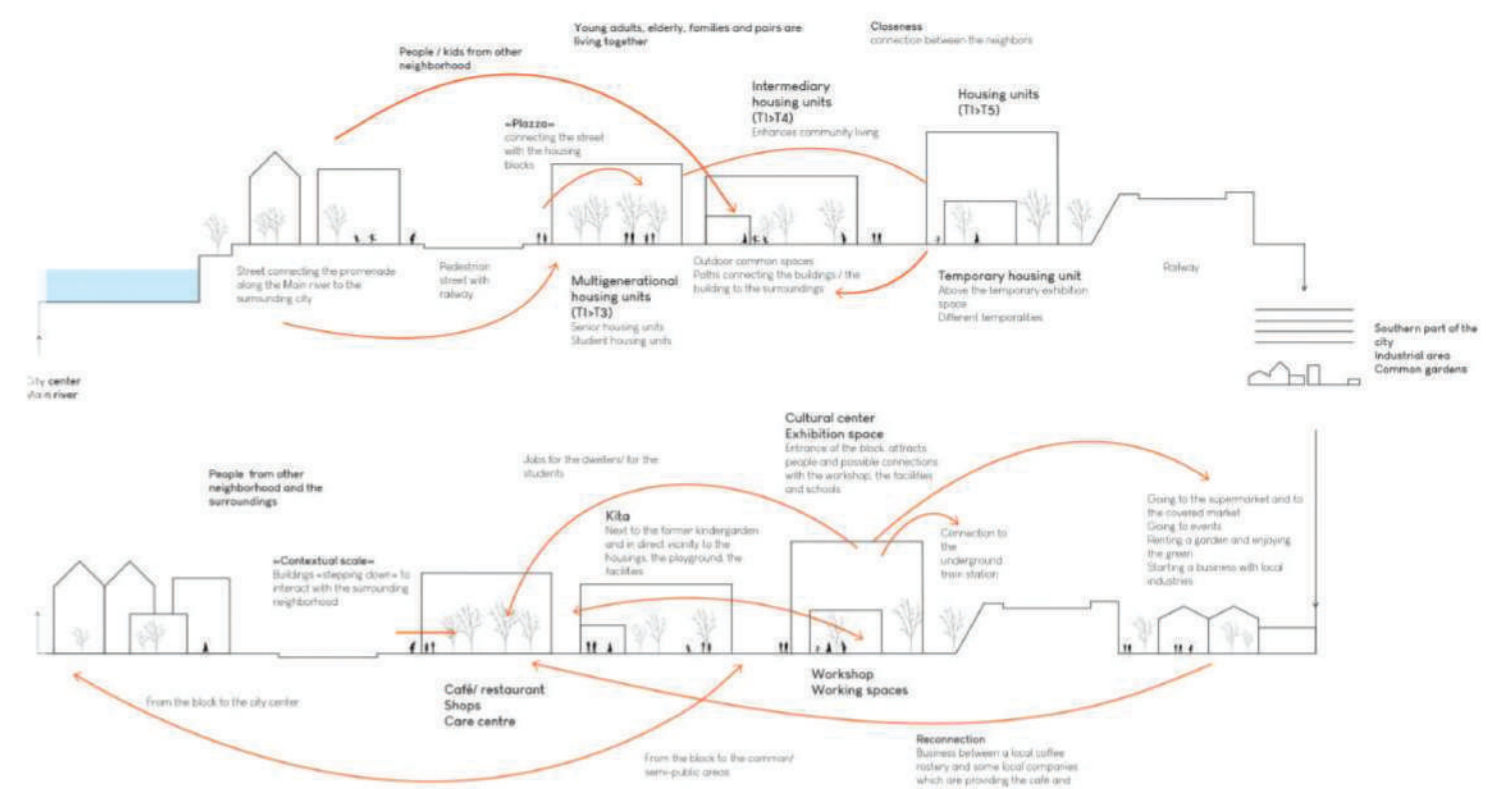 Young adults, elderly, families and pairs are
living together
Closeness
connection between the neighbors
People / kids from other
neighborhood
Intermediary
housing units
(T1>T4)
Enhances community living
Housing units
(T1>T5)
«Plazza»
connecting the street
with the housing
blocks
Street connecting the promenade
along the Main river to the
surrounding city
Pedestrian
street with
railway
Multigenerational
housing units
(T1>T3)
Senior housing units
Student housing units
Outdoor common spaces
Paths connecting the buildings / the
building to the surroundings
Temporary housing unit
Above the temporary exhibition
space
Different temporalities
Railway
Southern part of the
city
Industrial area
Common gardens
City center
Main river
Cultural center
Exhibition space
Entrance of the block attracts
people and possible connections
with the workshop, the facilities
and schools
Jobs for the dwellers/ for the
students
People from other
neighborhood and the
surroundings
Kita
Next to the former kindergarden
and in direct vicinity to the
housings, the playground, the
facilities
Going to the supermarket and to
the covered market
Going to events
Renting a garden and enjoying
the green
Starting a business with local
industries
Connection to
the
underground
train station
«Contextual scale»
Buildings «stepping down» to
interact with the surrounding
neighborhood
From the block to the city center
Café/ restaurant
Shops
Care centre
Workshop
Working spaces
From the block to the common/
semi-public areas
Reconnection
Business between a local coffee
rostery and some local companies
which are providing the café and